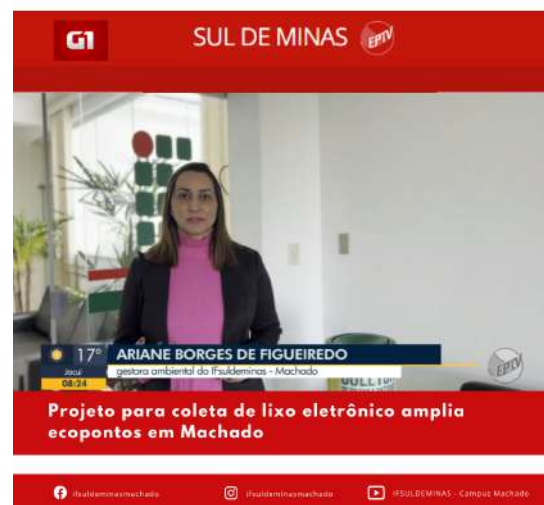 G1
SUL DE MINAS EPTV
17º ARIANE BORGES DE FIGUEIREDO
Jacuí gestora ambiental do IFsuldeminas - Machado
08:24
EPTV
Projeto para coleta de lixo eletrônico amplia
ecopontos em Machado
ifsuldeminasmachado ifsuldeminasmachado IFSULDEMINAS - Campus Machado